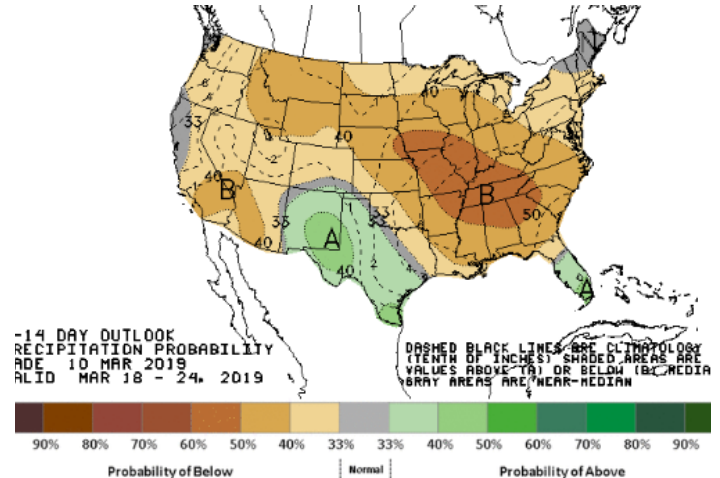 40
33
40
33
40
B
33
33
A
40
40
B
50
A
-14 DAY OUTLOOK
RECIPITATION PROBABILITY
ADE 10 MAR 2019
ALID MAR 18 - 24, 2019
DASHED BLACK LINES ARE CLIMATOLOGY
(TENTH OF INCHES) SHADED AREAS ARE
VALUES ABOVE (A) OR BELOW (B) MEDIA
GRAY AREAS ARE NEAR-MEDIAN
90% 80% 70% 60% 50% 40% 33% 33% 40% 50% 60% 70% 80% 90%
Probability of Below Normal Probability of Above